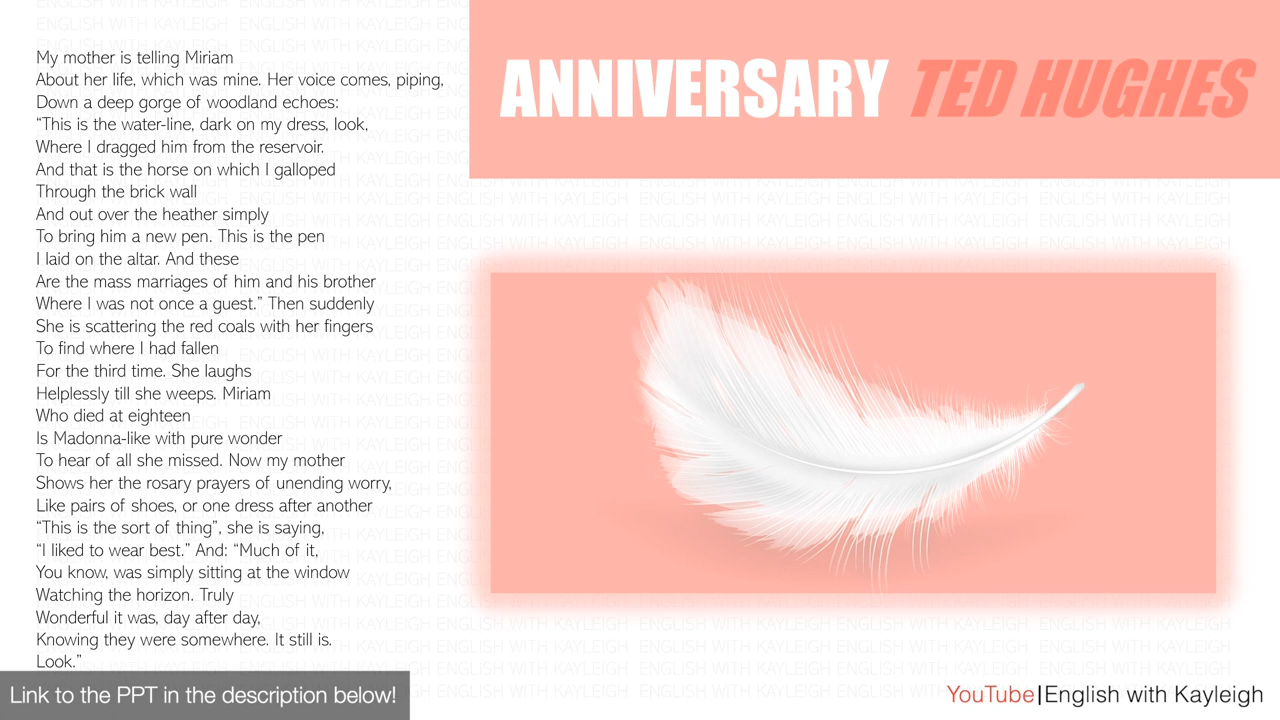 My mother is telling Miriam
About her life, which was mine. Her voice comes, piping,
Down a deep gorge of woodland echoes:
“This is the water-line, dark on my dress, look,
Where I dragged him from the reservoir.
And that is the horse on which I galloped
Through the brick wall
And out over the heather simply
To bring him a new pen. This is the pen
I laid on the altar. And these
Are the mass marriages of him and his brother
Where I was not once a guest.” Then suddenly
She is scattering the red coals with her fingers
To find where I had fallen
For the third time. She laughs
Helplessly till she weeps. Miriam
Who died at eighteen
Is Madonna-like with pure wonder
To hear of all she missed. Now my mother
Shows her the rosary prayers of unending worry,
Like pairs of shoes, or one dress after another
“This is the sort of thing”, she is saying,
“I liked to wear best.” And: “Much of it,
You know, was simply sitting at the window
Watching the horizon. Truly
Wonderful it was, day after day,
Knowing they were somewhere. It still is.
Look.”
Link to the PPT in the description below!
ANNIVERSARY TED HUGHES
YouTube|English with Kayleigh